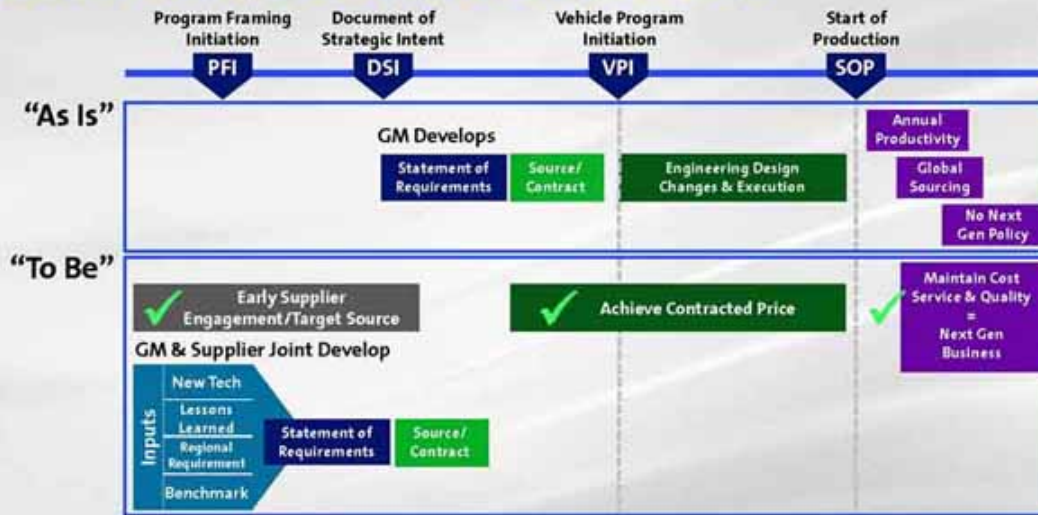 Program Framing
Initiation
PFI
Document of
Strategic Intent
DSI
Vehicle Program
Initiation
VPI
Start of
Production
SOP
“As Is”
GM Develops
Statement of
Requirements
Source/
Contract
Engineering Design
Changes & Execution
Annual
Productivity
Global
Sourcing
No Next
Gen Policy
“To Be”
Early Supplier
Engagement/Target Source
Achieve Contracted Price
Maintain Cost
Service & Quality
=
Next Gen
Business
GM & Supplier Joint Develop
Inputs
New Tech
Lessons
Learned
Regional
Requirement
Benchmark
Statement of
Requirements
Source/
Contract